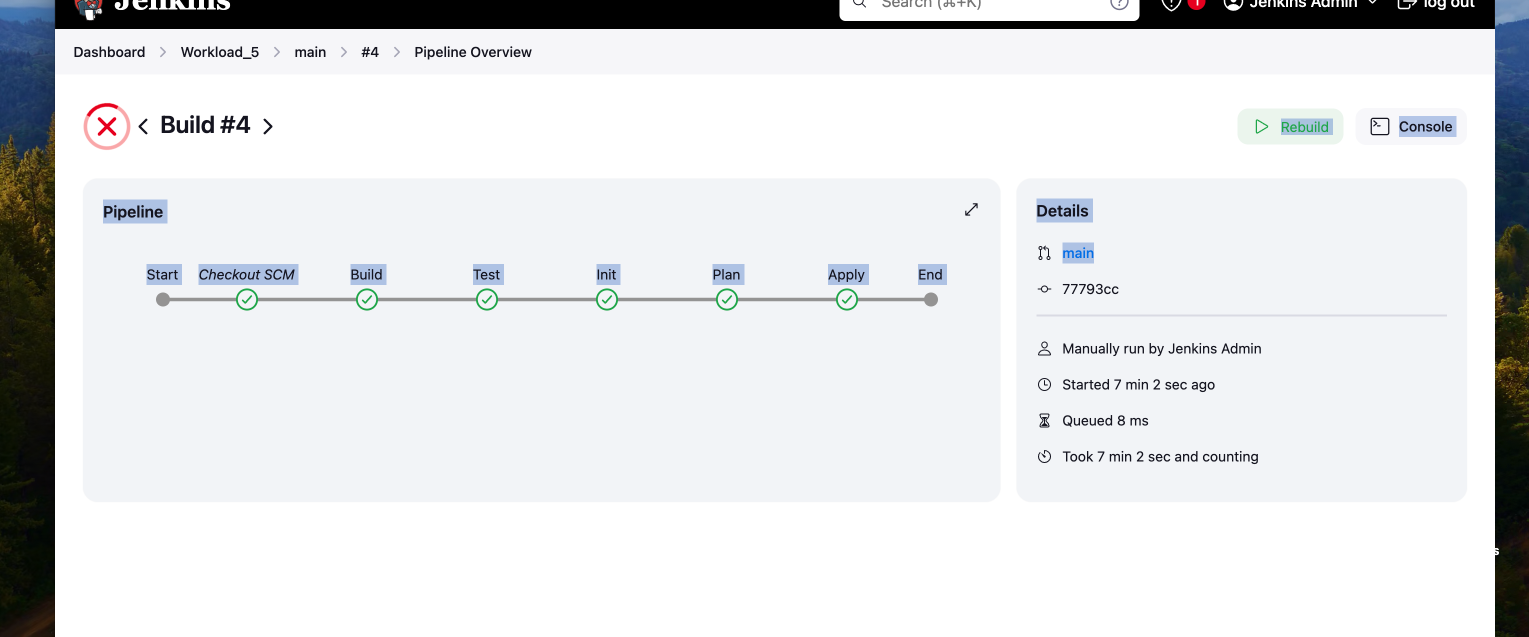 Jenkins
Search (⌘+K)
1
Jenkins Admin
log out
Dashboard > Workload_5 > main > #4 > Pipeline Overview
Build #4
Rebuild
Console
Pipeline
Start Checkout SCM Build Test Init Plan Apply End
Details
main
77793cc
Manually run by Jenkins Admin
Started 7 min 2 sec ago
Queued 8 ms
Took 7 min 2 sec and counting
s